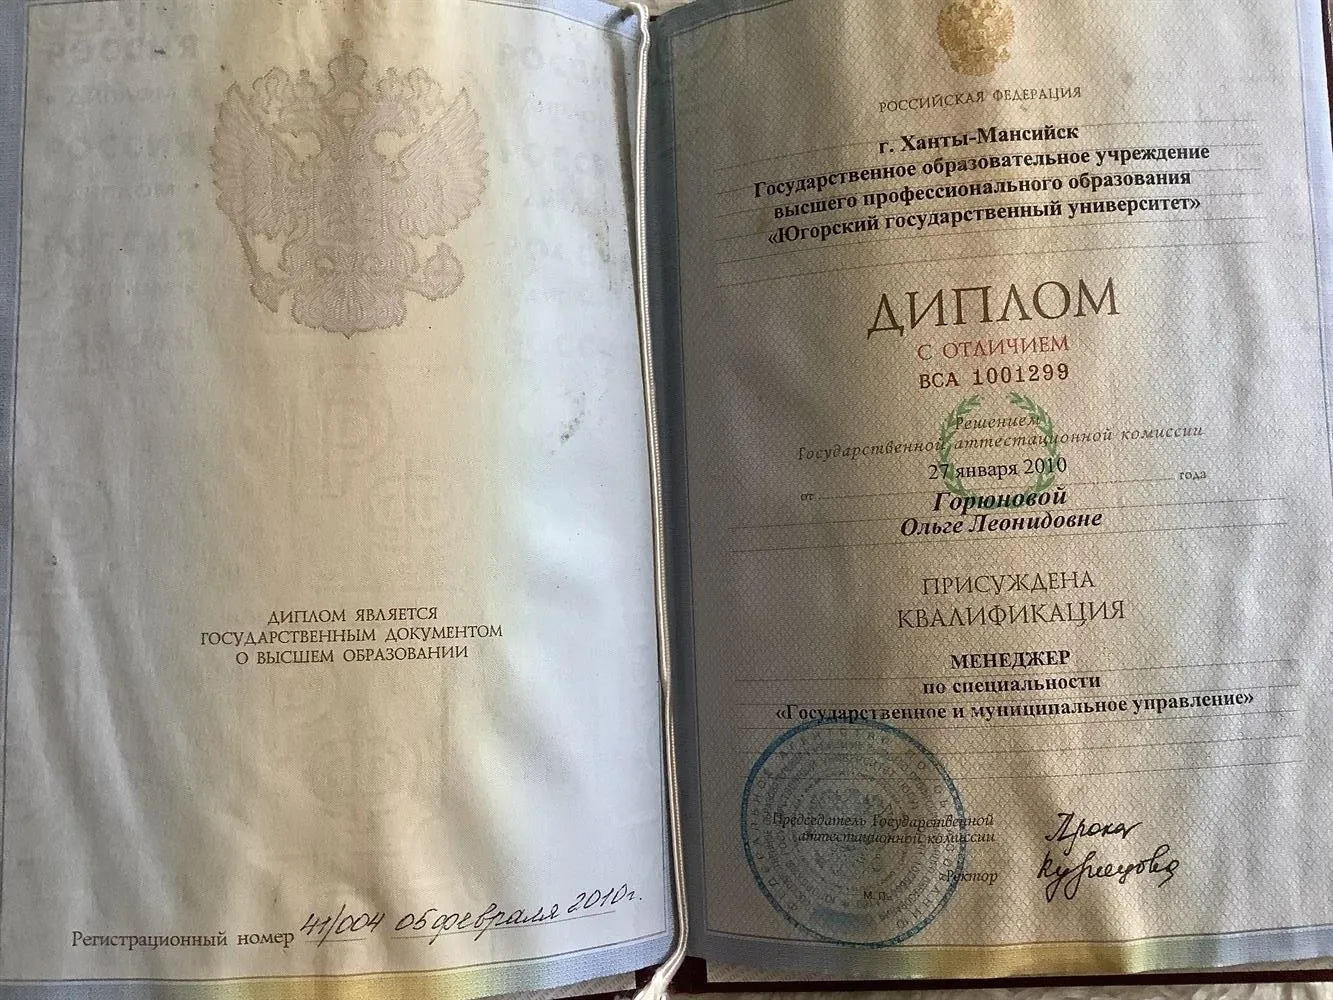 ДИПЛОМ ЯВЛЯЕТСЯ
ГОСУДАРСТВЕННЫМ ДОКУМЕНТОМ
О ВЫСШЕМ ОБРАЗОВАНИИ
Регистрационный номер 41/004 05 февраля 2010г.
РОССИЙСКАЯ ФЕДЕРАЦИЯ
г. Ханты-Мансийск
Государственное образовательное учреждение
высшего профессионального образования
«Югорский государственный университет»
ДИПЛОМ
С ОТЛИЧИЕМ
ВСА 1001299
Решением
Государственной аттестационной комиссии
от 27 января 2010 года
Горюновой
Ольге Леонидовне
ПРИСУЖДЕНА
КВАЛИФИКАЦИЯ
МЕНЕДЖЕР
по специальности
«Государственное и муниципальное управление»
Председатель Государственной
аттестационной комиссии
Ректор
М.П.